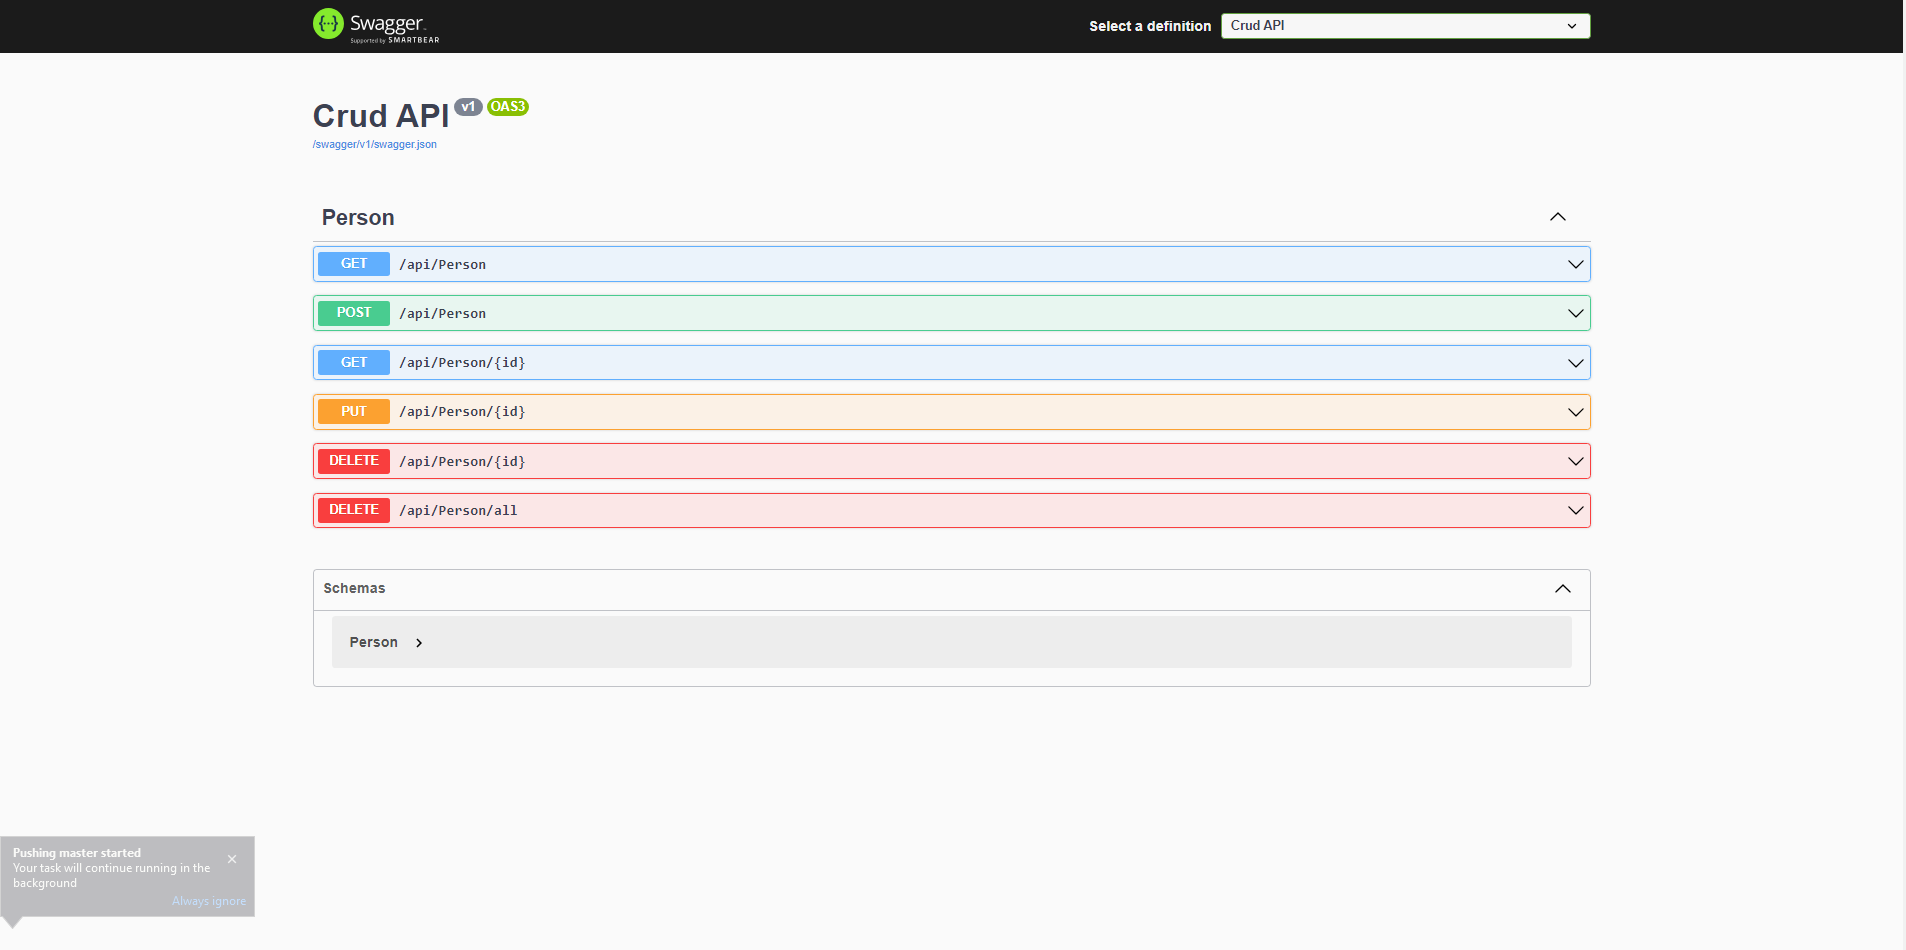 Swagger
Supported by SMARTBEAR
Select a definition
Crud API
Crud API v1 OAS3
/swagger/v1/swagger.json
Person
GET /api/Person
POST /api/Person
GET /api/Person/{id}
PUT /api/Person/{id}
DELETE /api/Person/{id}
DELETE /api/Person/all
Schemas
Person
Pushing master started
Your task will continue running in the
background
Always ignore